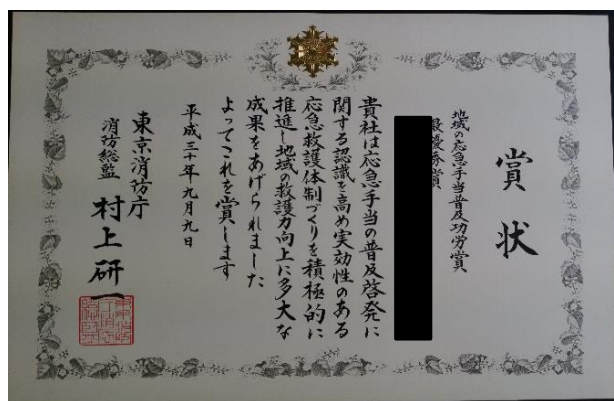 賞状
地域の応急手当普及功労賞
最優秀賞
貴社は応急手当の普及啓発に
関する認識を高め実効性のある
応急救護体制づくりを積極的に
推進し地域の救護力向上に多大な
成果をあげられました
よってこれを賞します
平成三十年九月九日
東京消防庁
消防総監 村上研一